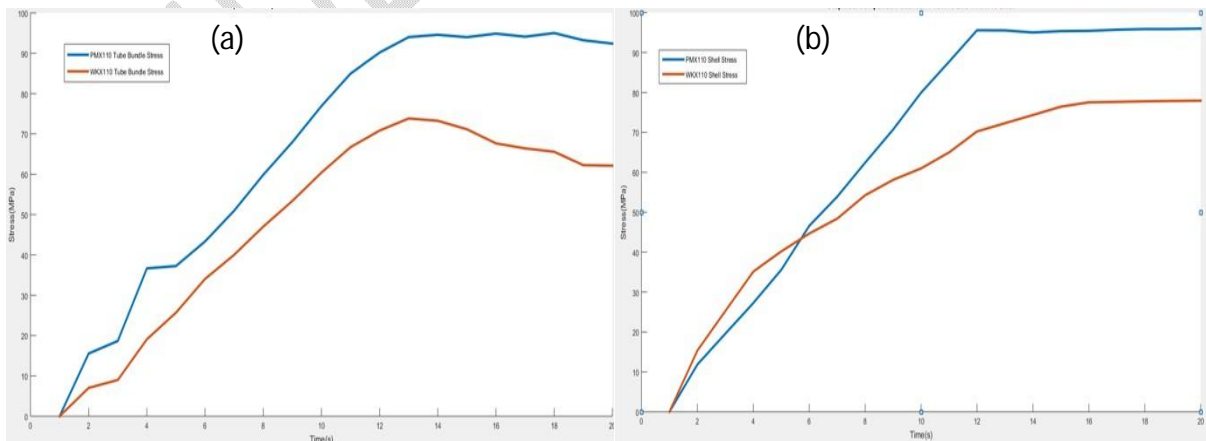 (a)
PMX110 Tube Bundle Stress
WKX110 Tube Bundle Stress
Stress(MPa)
100
90
80
70
60
50
40
30
20
10
0
0 2 4 6 8 10 12 14 16 18 20
Time(s)
(b)
PMX110 Shell Stress
WKX110 Shell Stress
Stress(MPa)
100
90
80
70
60
50
40
30
20
10
0
0 2 4 6 8 10 12 14 16 18 20
Time(s)